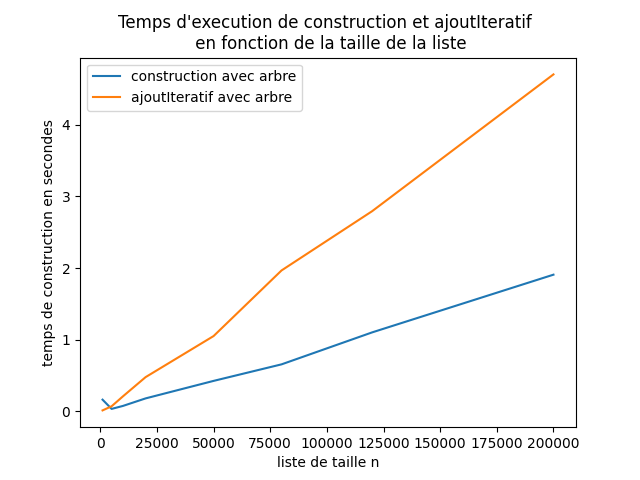 Temps d'execution de construction et ajoutIteratif
en fonction de la taille de la liste
construction avec arbre
ajoutIteratif avec arbre
temps de construction en secondes
4
3
2
1
0
0 25000 50000 75000 100000 125000 150000 175000 200000
liste de taille n